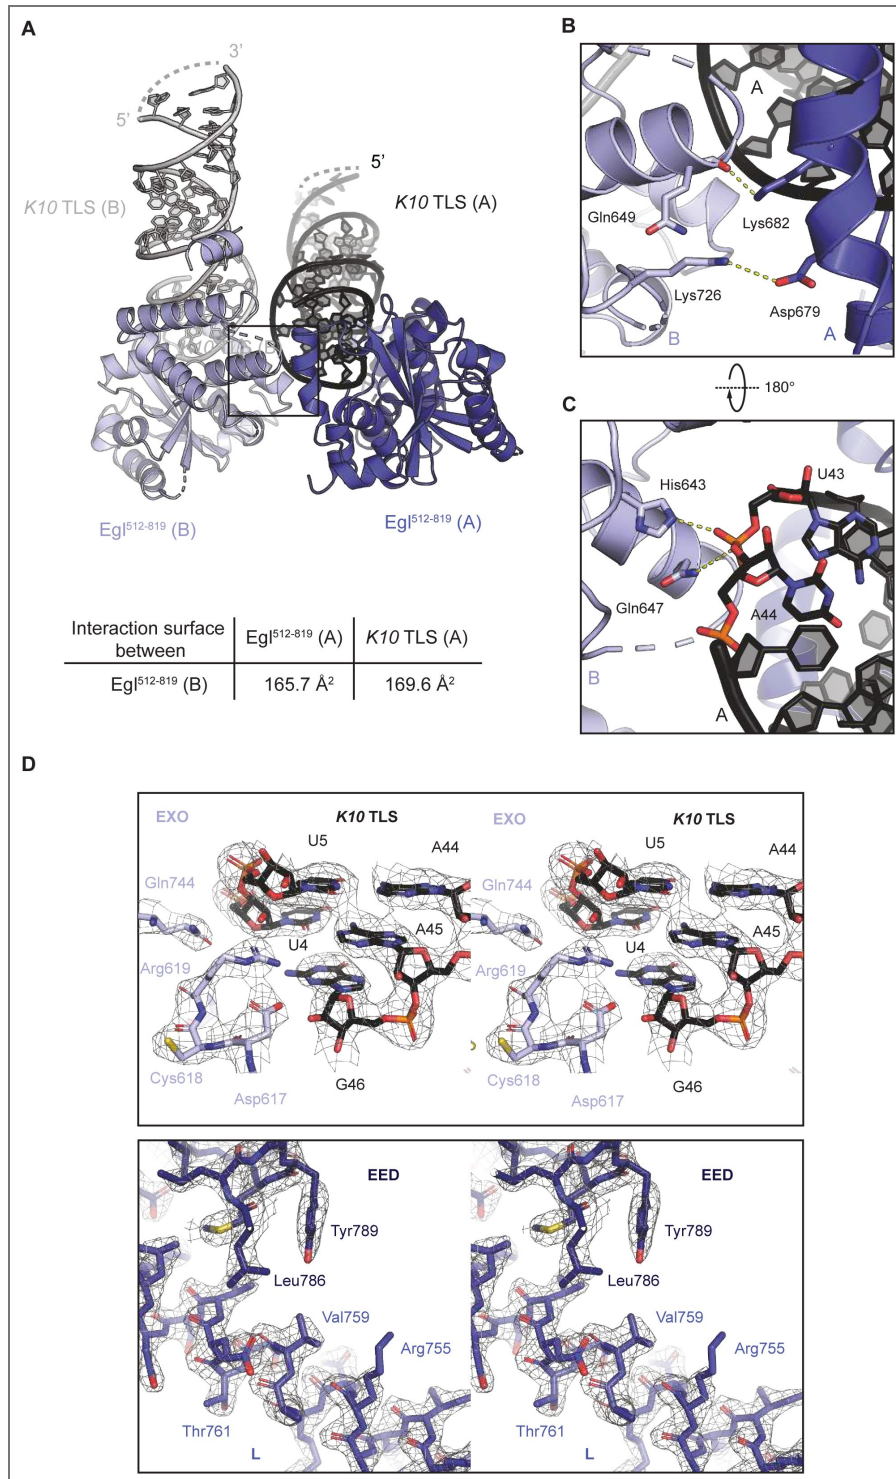 A
3'
5'
5'
K10 TLS (B)
K10 TLS (A)
Egl⁵¹²⁻⁸¹⁹ (B)
Egl⁵¹²⁻⁸¹⁹ (A)
Interaction surface
between
Egl⁵¹²⁻⁸¹⁹ (A)
K10 TLS (A)
Egl⁵¹²⁻⁸¹⁹ (B)
165.7 Å²
169.6 Å²
B
A
Gln649
Lys682
Lys726
Asp679
B
A
180°
C
U43
His643
Gln647
A44
B
A
D
EXO
K10 TLS
U5
A44
Gln744
A45
U4
Arg619
Cys618
G46
Asp617
EXO
K10 TLS
U5
A44
Gln744
A45
U4
Arg619
Cys618
G46
Asp617
EED
Tyr789
Leu786
Val759
Arg755
Thr761
L
EED
Tyr789
Leu786
Val759
Arg755
Thr761
L